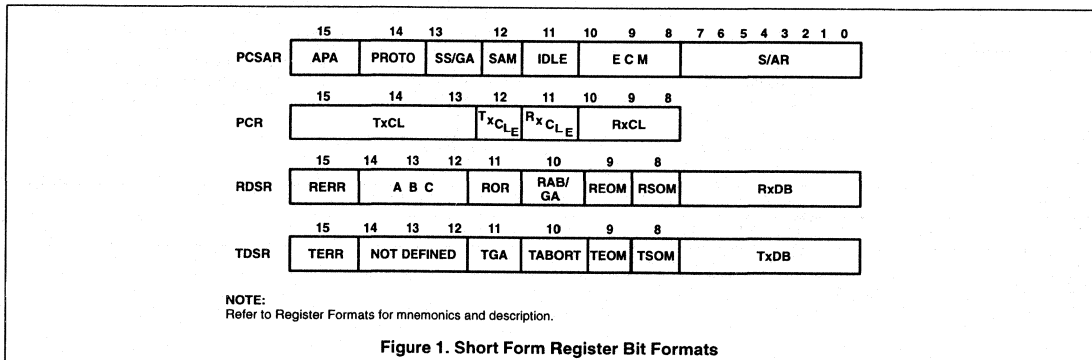 15 14 13 12 11 10 9 8 7 6 5 4 3 2 1 0
PCSAR APA PROTO SS/GA SAM IDLE E C M S/AR
15 14 13 12 11 10 9 8
PCR TxCL TxCLE RxCLE RxCL
15 14 13 12 11 10 9 8
RDSR RERR A B C ROR RAB/GA REOM RSOM RxDB
15 14 13 12 11 10 9 8
TDSR TERR NOT DEFINED TGA TABORT TEOM TSOM TxDB
NOTE:
Refer to Register Formats for mnemonics and description.
Figure 1. Short Form Register Bit Formats